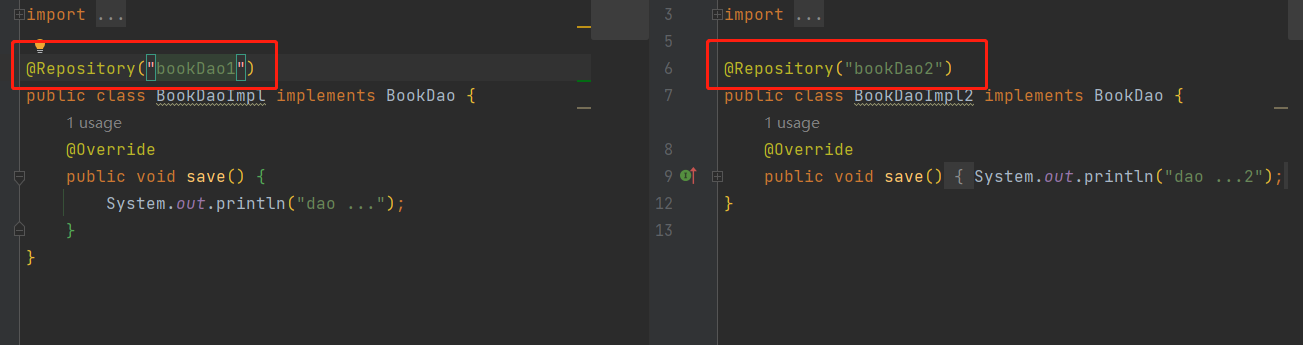 import ...
@Repository("bookDao1")
public class BookDaoImpl implements BookDao {
1 usage
@Override
public void save() {
System.out.println("dao ...");
}
}
3 import ...
5
6 @Repository("bookDao2")
7 public class BookDaoImpl2 implements BookDao {
1 usage
8 @Override
9 public void save() { System.out.println("dao ...2");
12 }
13